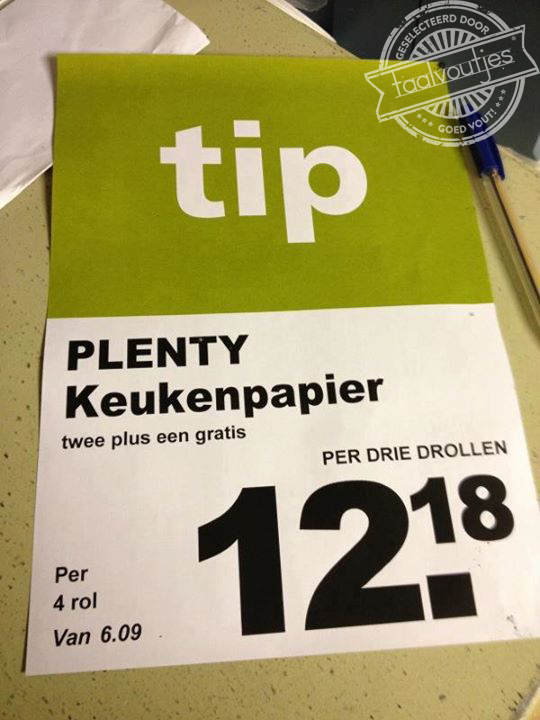 GESELECTEERD DOOR
taalvoutjes
GOED VOUT!
tip
PLENTY
Keukenpapier
twee plus een gratis
PER DRIE DROLLEN
12.18
Per
4 rol
Van 6.09